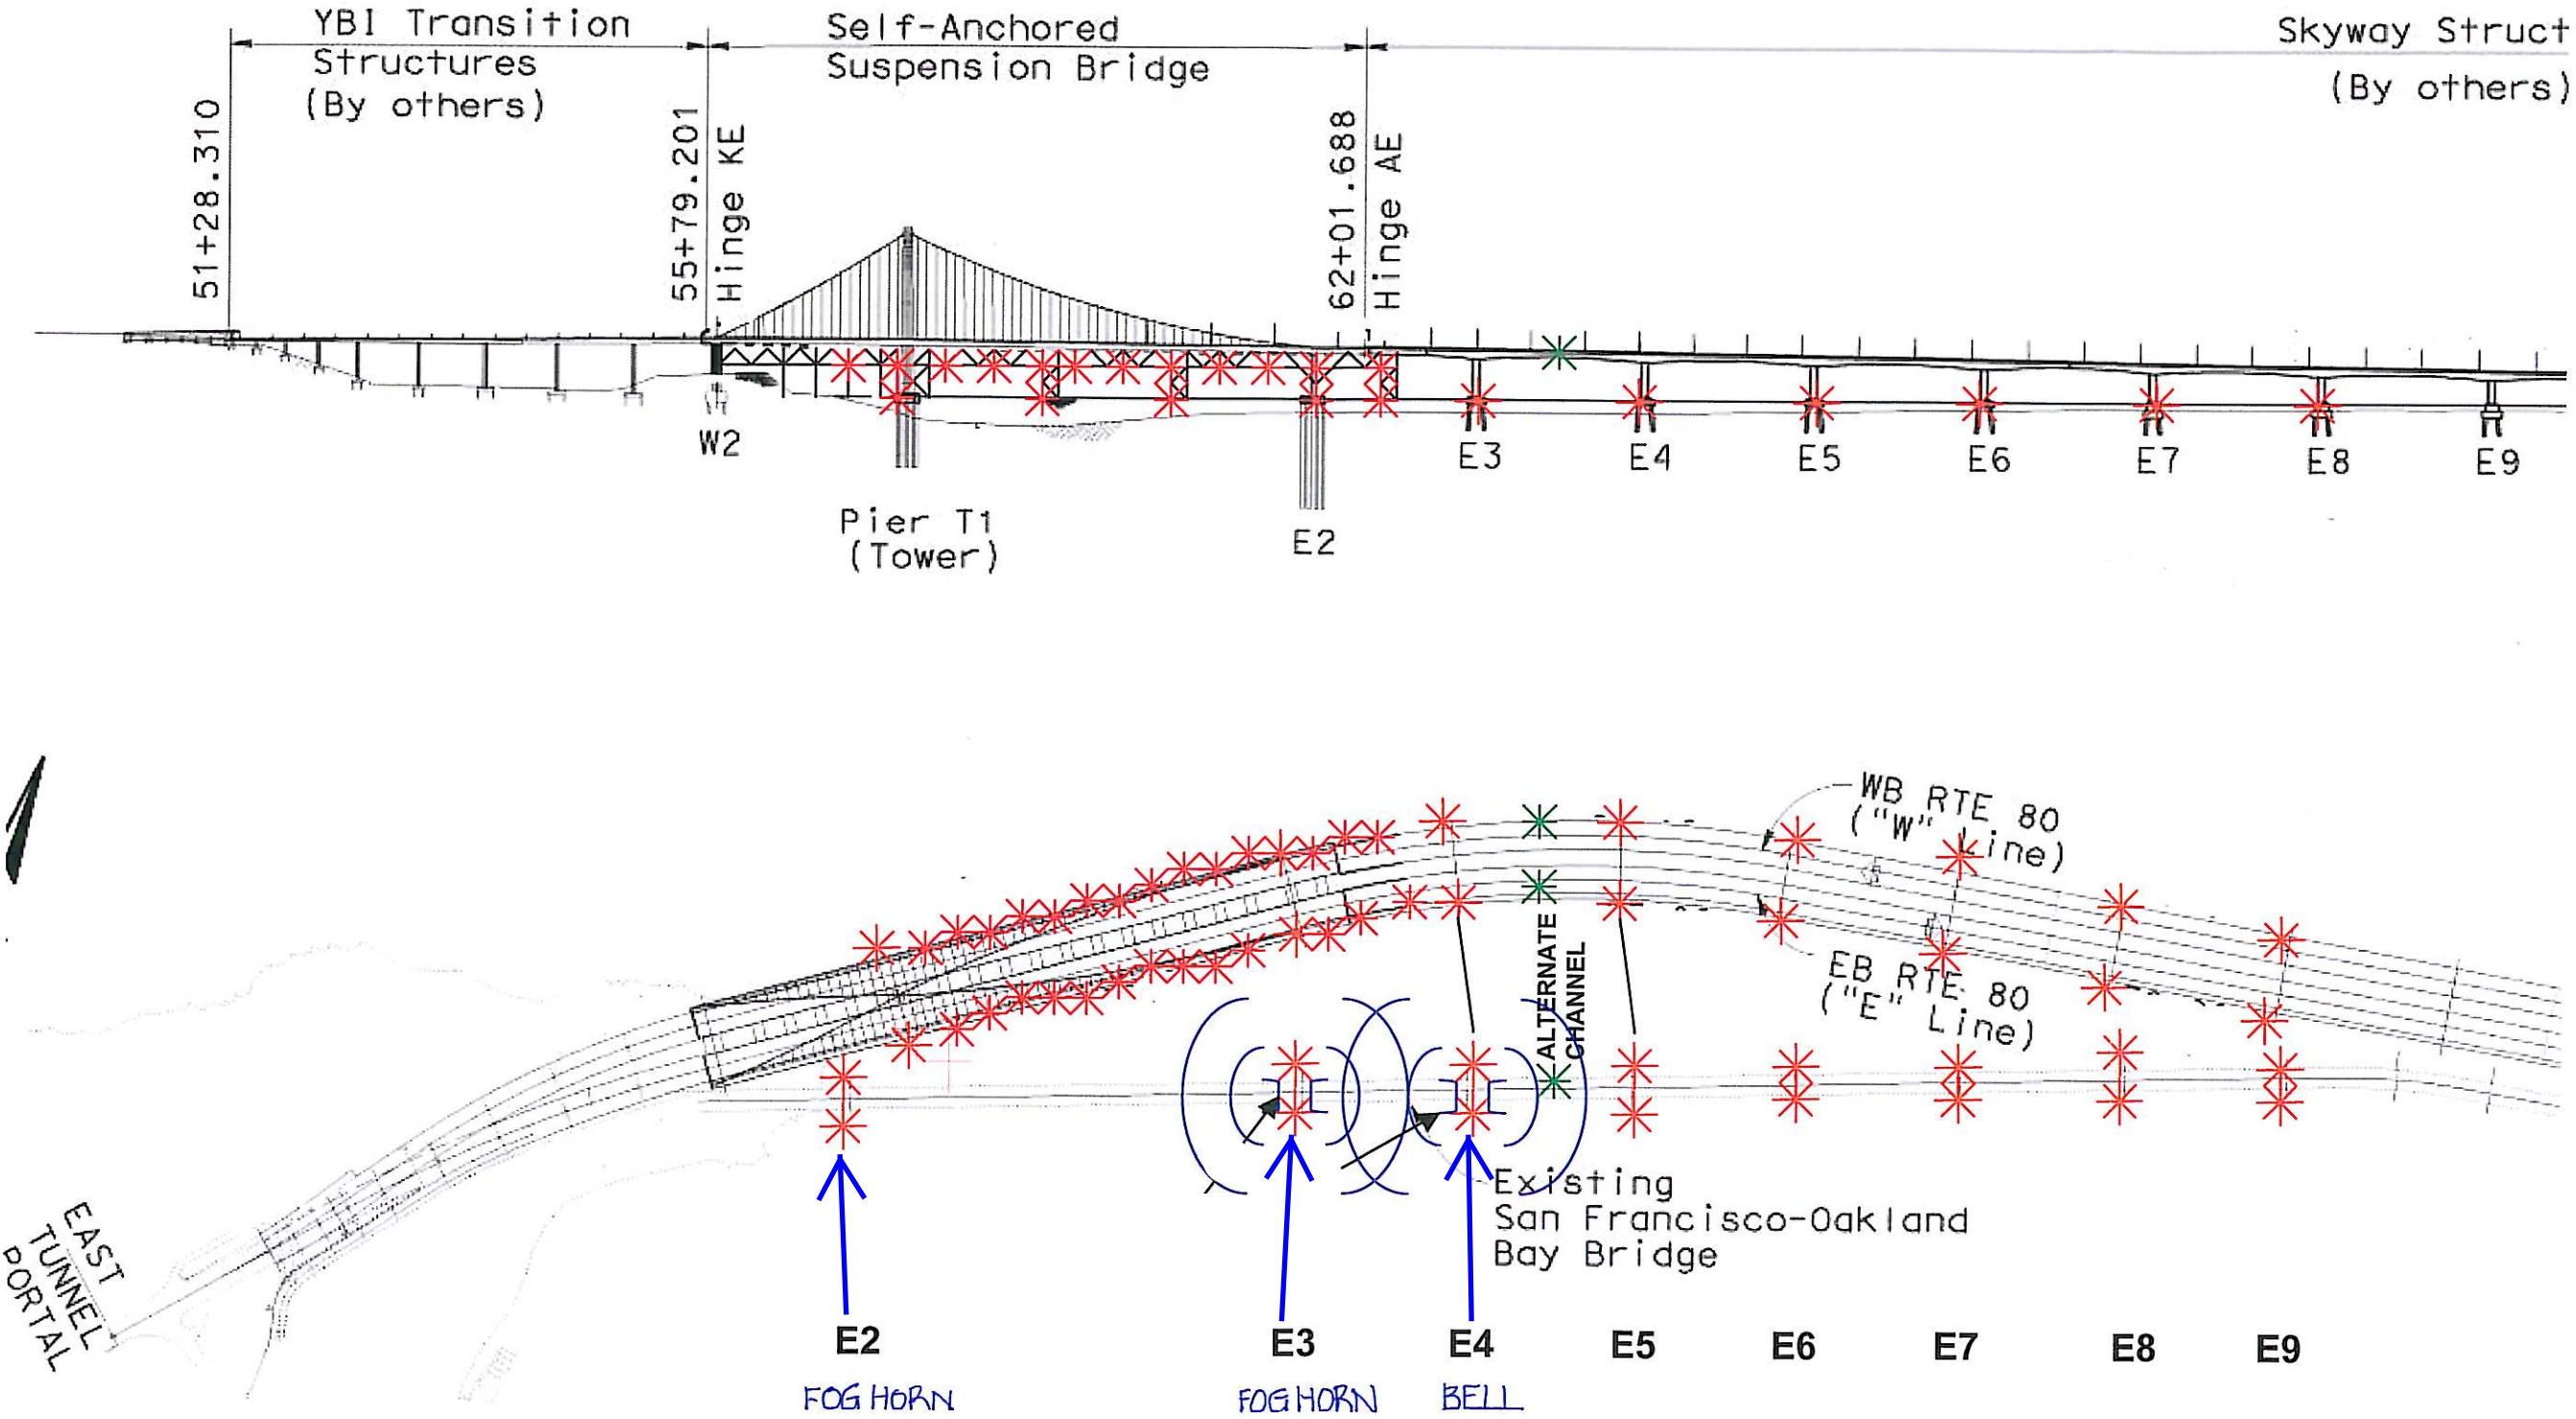 YBI Transition
Structures
(By others)
Self-Anchored
Suspension Bridge
Skyway Struct
(By others)
51+28.310
55+79.201
Hinge KE
62+01.688
Hinge AE
W2
E3
E4
E5
E6
E7
E8
E9
Pier T1
(Tower)
E2
WB RTE 80
("W" Line)
EB RTE 80
("E" Line)
ALTERNATE
CHANNEL
Existing
San Francisco-Oakland
Bay Bridge
EAST
TUNNEL
PORTAL
E2
E3
E4
E5
E6
E7
E8
E9
FOG HORN
FOG HORN
BELL